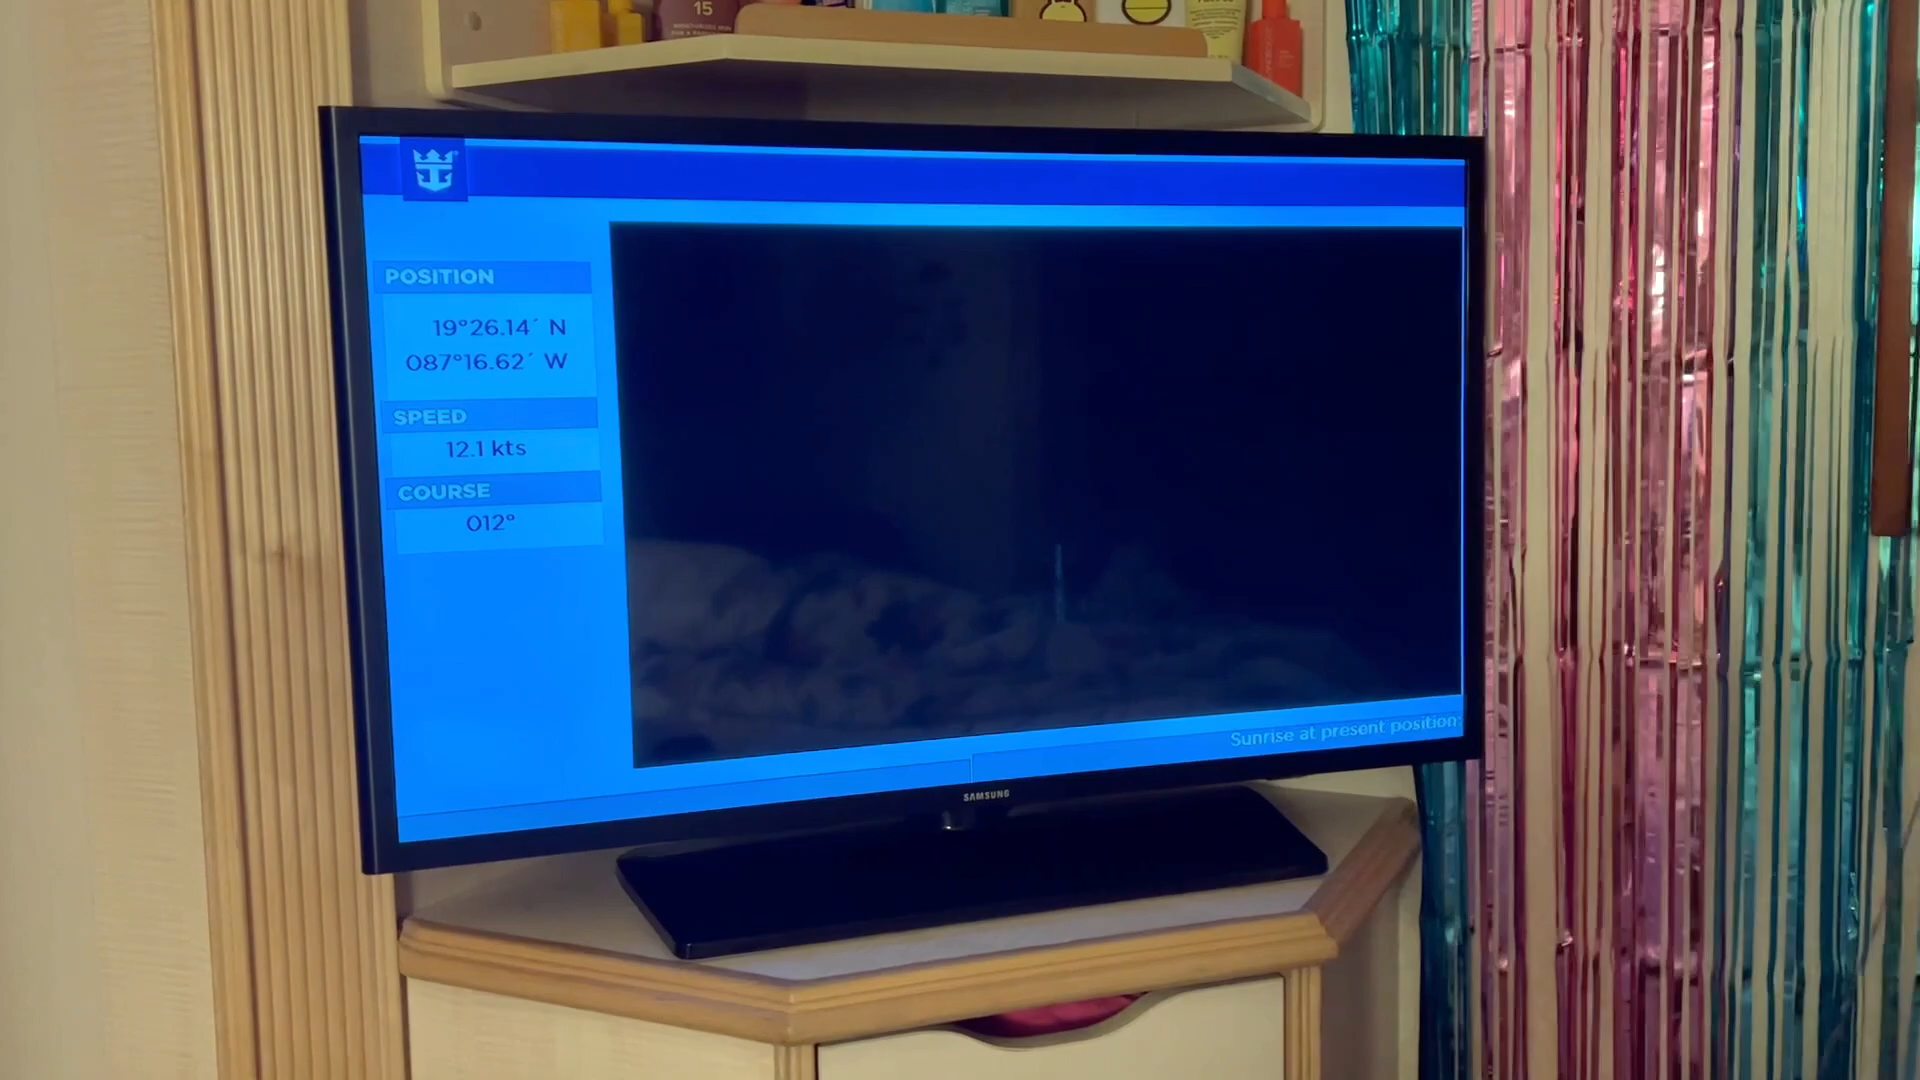 15
POSITION
19°26.14´ N
087°16.62´ W
SPEED
12.1 kts
COURSE
012°
Sunrise at present position:
SAMSUNG